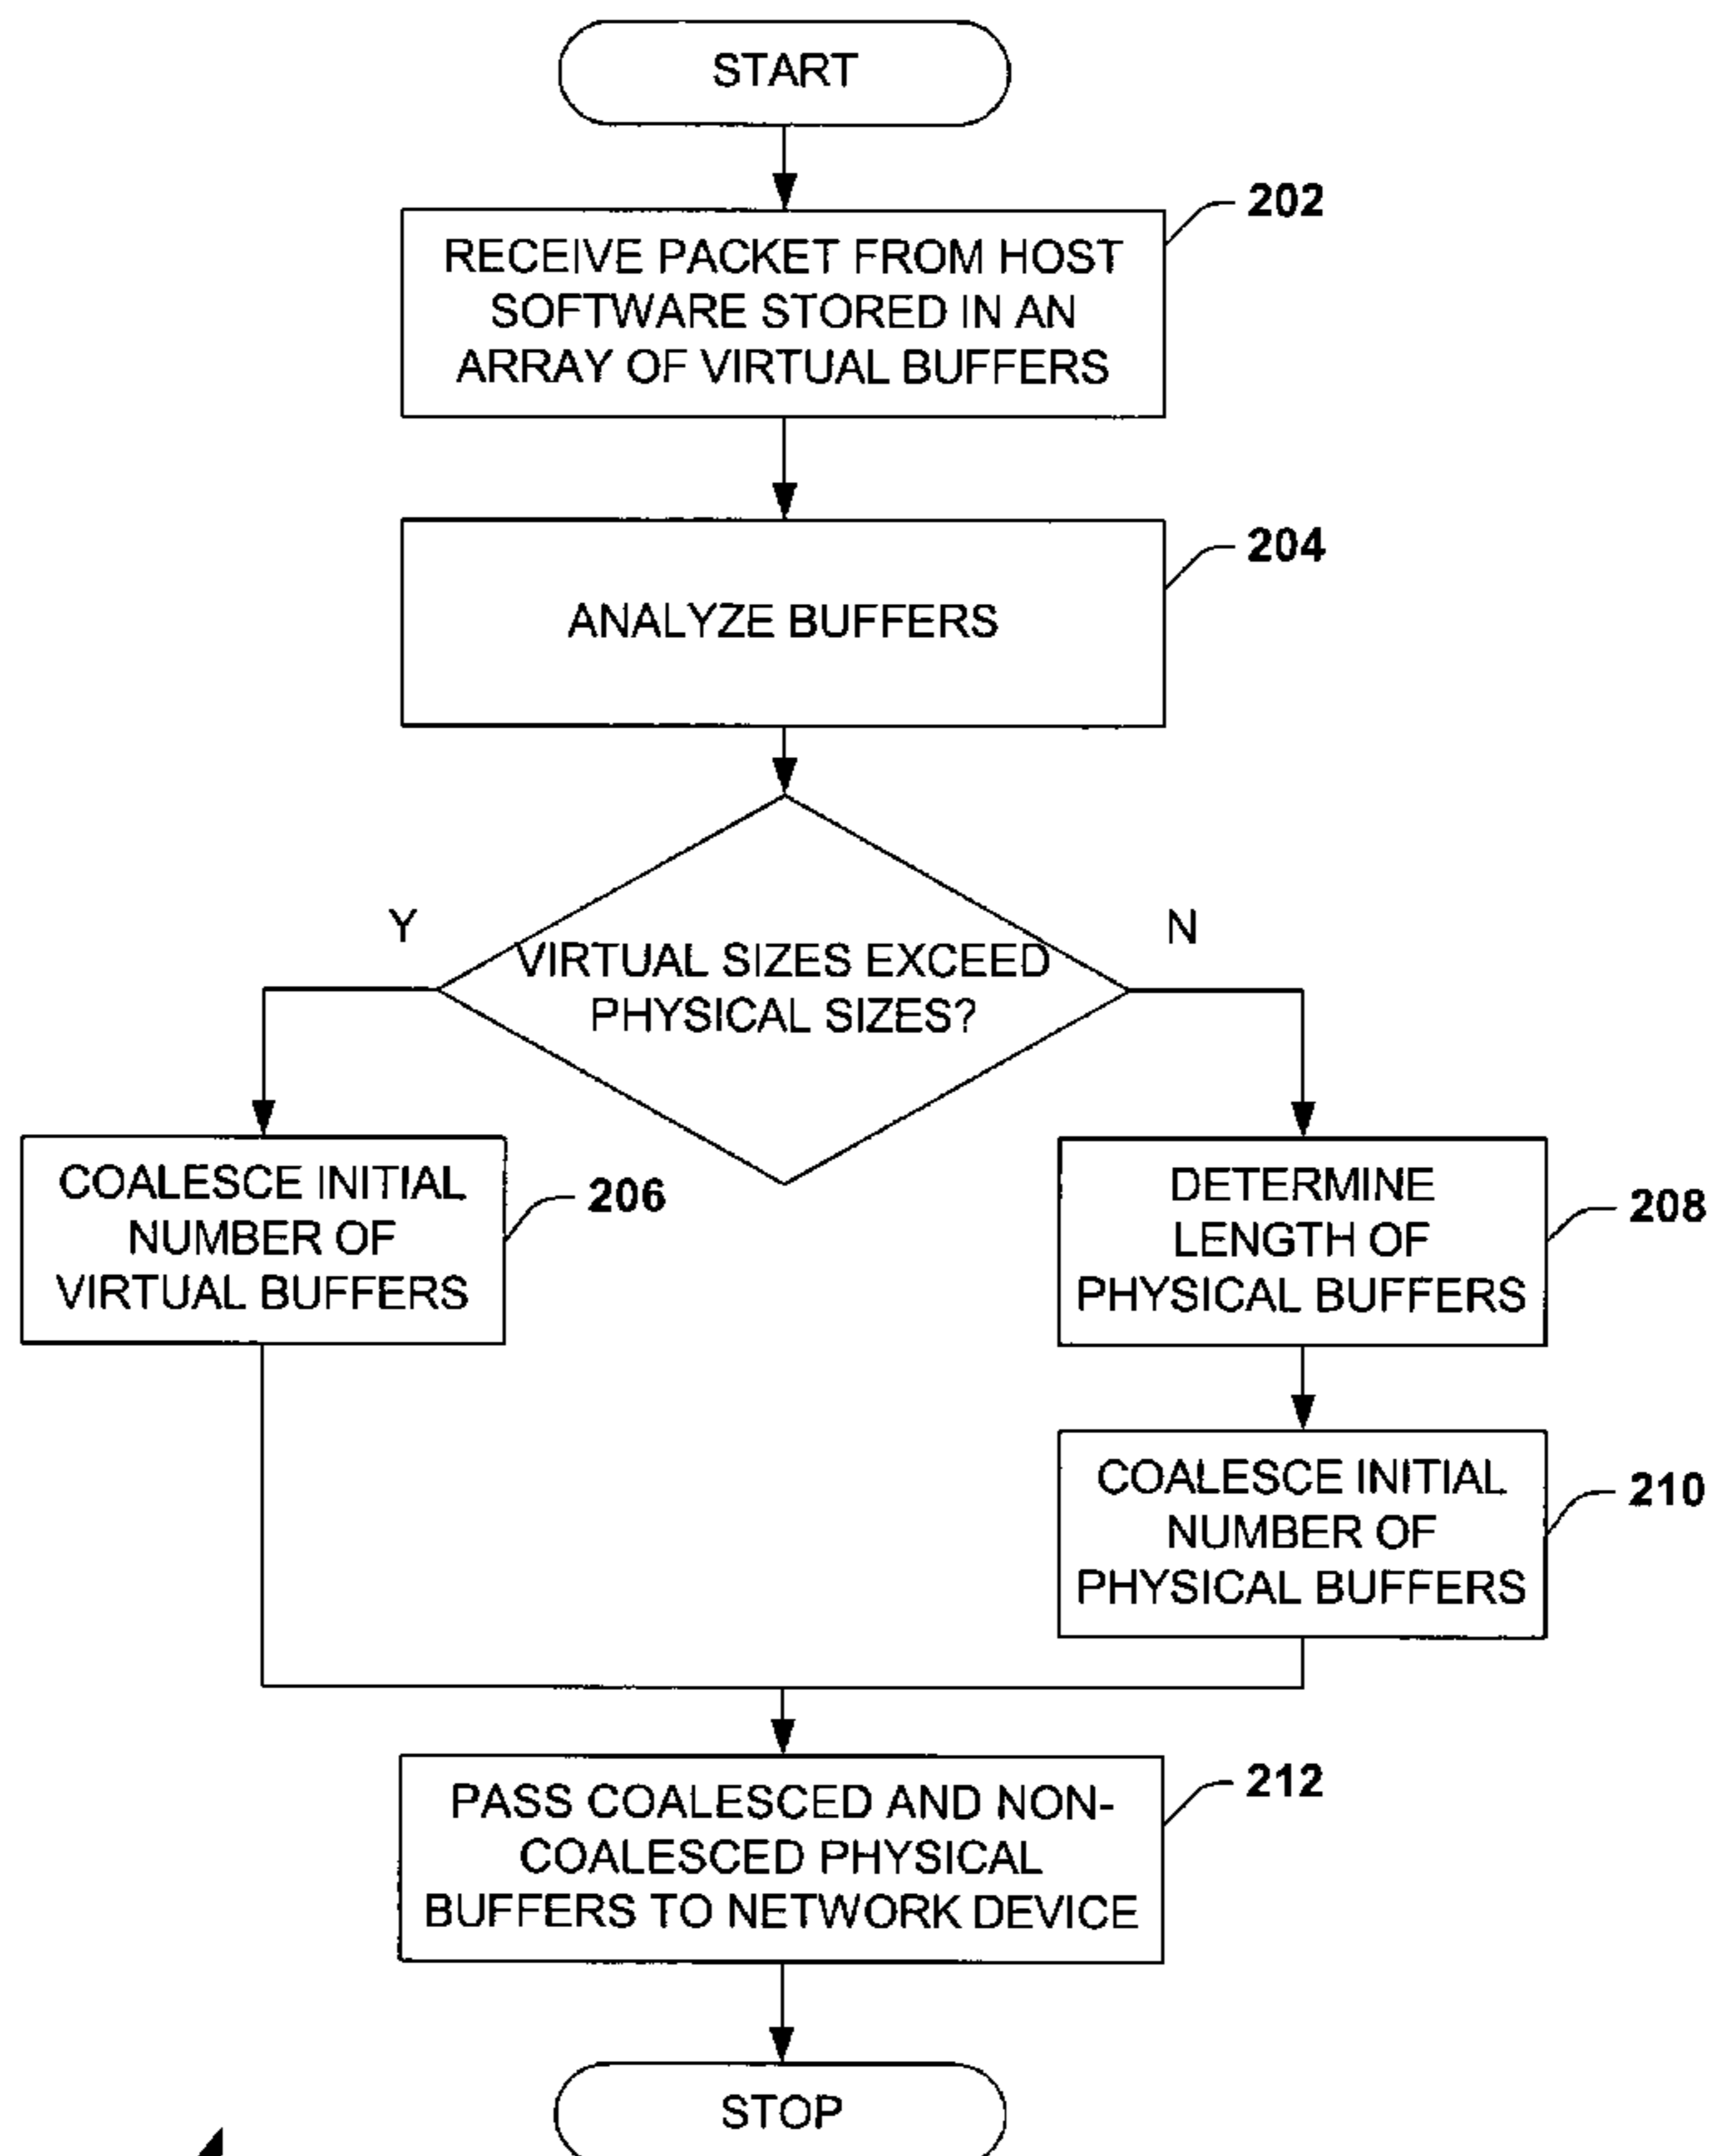 START
202
RECEIVE PACKET FROM HOST
SOFTWARE STORED IN AN
ARRAY OF VIRTUAL BUFFERS
204
ANALYZE BUFFERS
Y
N
VIRTUAL SIZES EXCEED
PHYSICAL SIZES?
COALESCE INITIAL
NUMBER OF
VIRTUAL BUFFERS
206
DETERMINE
LENGTH OF
PHYSICAL BUFFERS
208
COALESCE INITIAL
NUMBER OF
PHYSICAL BUFFERS
210
212
PASS COALESCED AND NON-
COALESCED PHYSICAL
BUFFERS TO NETWORK DEVICE
STOP